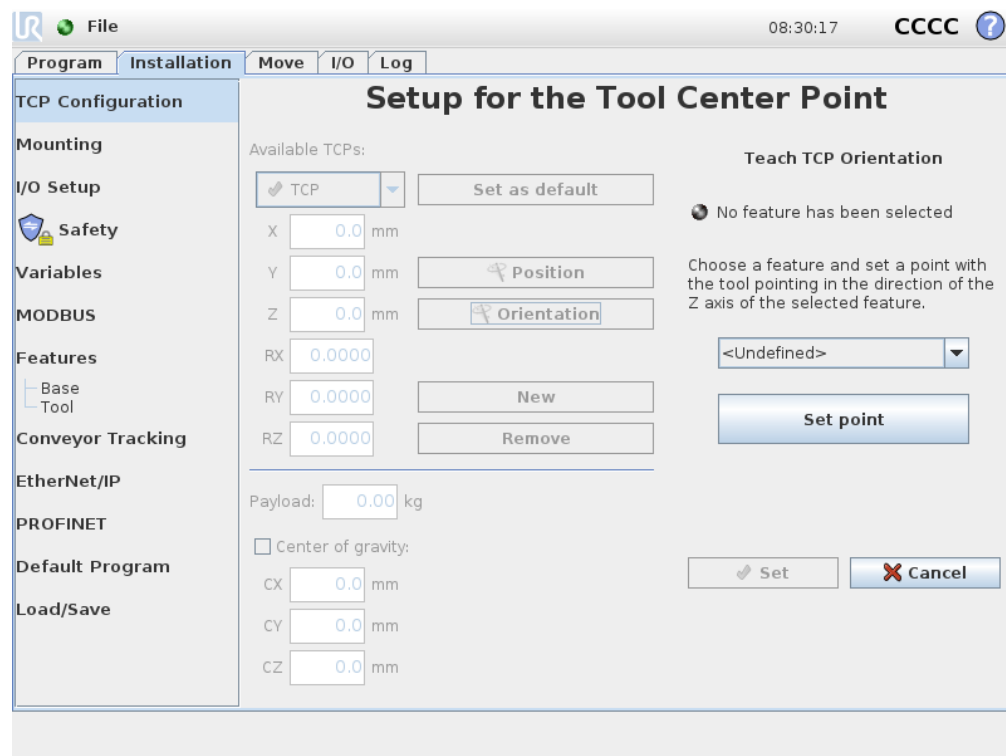 UR File 08:30:17 CCCC ?
Program Installation Move I/O Log
TCP Configuration
Mounting
I/O Setup
Safety
Variables
MODBUS
Features
Base
Tool
Conveyor Tracking
EtherNet/IP
PROFINET
Default Program
Load/Save
Setup for the Tool Center Point
Available TCPs:
TCP Set as default
X 0.0 mm
Y 0.0 mm Position
Z 0.0 mm Orientation
RX 0.0000
RY 0.0000 New
RZ 0.0000 Remove
Payload: 0.00 kg
Center of gravity:
CX 0.0 mm
CY 0.0 mm
CZ 0.0 mm
Teach TCP Orientation
No feature has been selected
Choose a feature and set a point with
the tool pointing in the direction of the
Z axis of the selected feature.
<Undefined>
Set point
Set Cancel